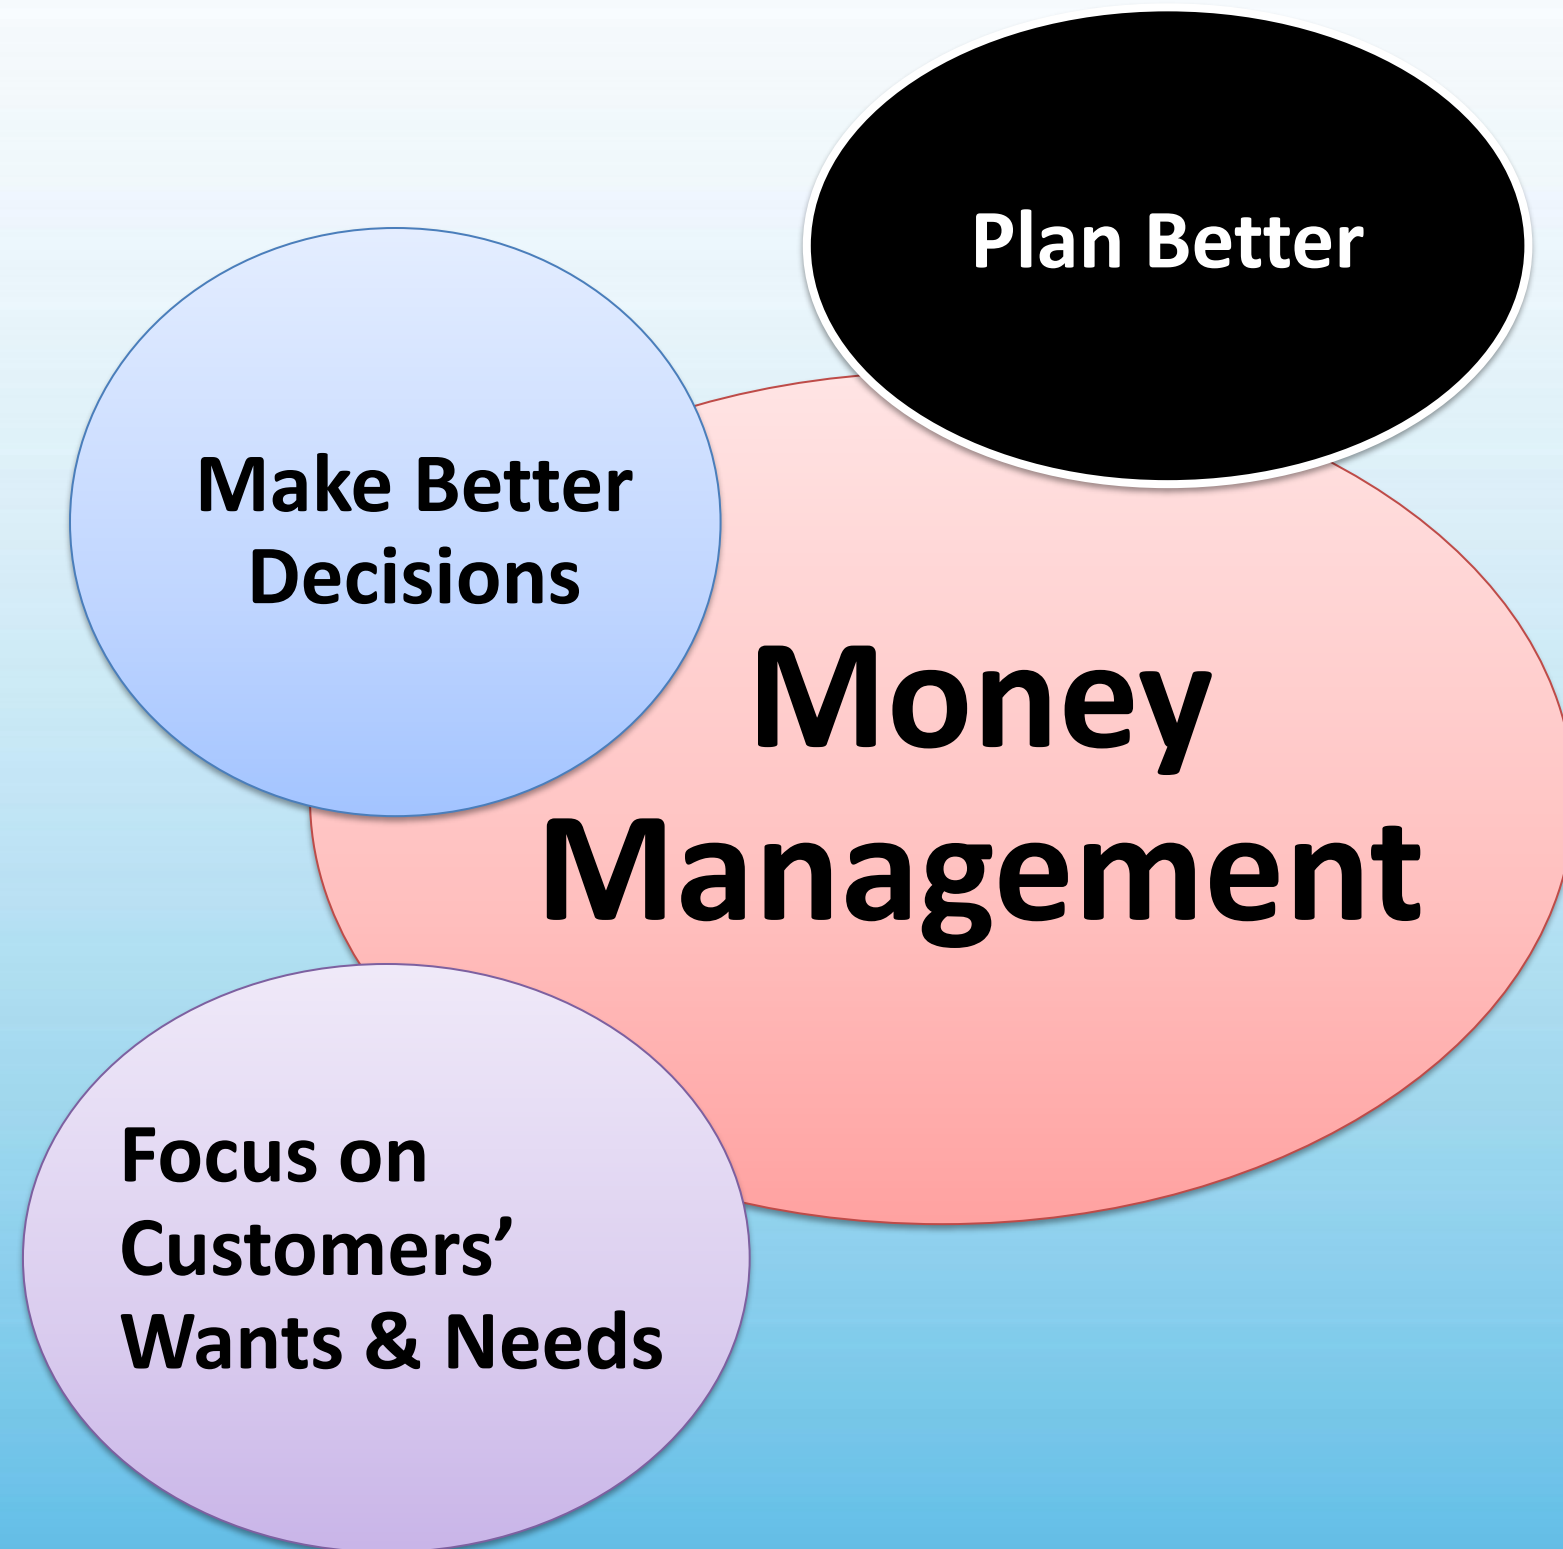 Plan Better
Make Better
Decisions
Money
Management
Focus on
Customers’
Wants & Needs